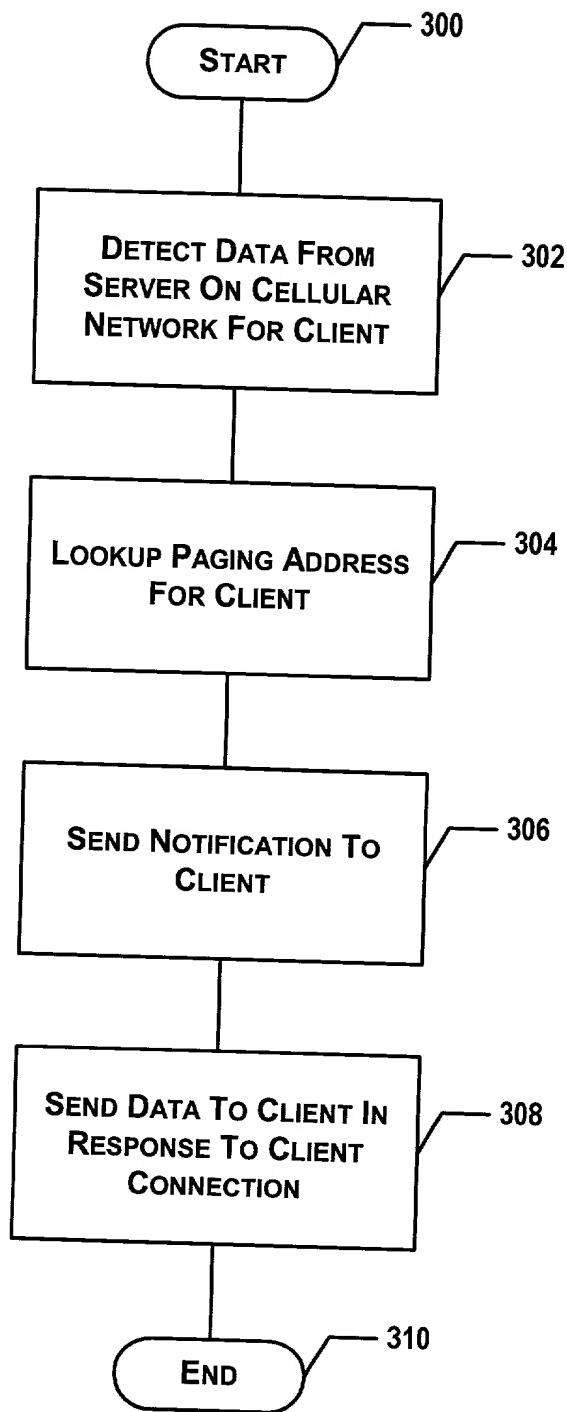 300
START
DETECT DATA FROM
SERVER ON CELLULAR
NETWORK FOR CLIENT
302
LOOKUP PAGING ADDRESS
FOR CLIENT
304
SEND NOTIFICATION TO
CLIENT
306
SEND DATA TO CLIENT IN
RESPONSE TO CLIENT
CONNECTION
308
END
310